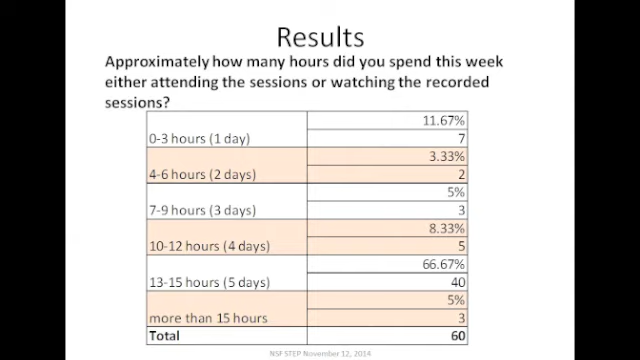 Results
Approximately how many hours did you spend this week
either attending the sessions or watching the recorded
sessions?
11.67%
0-3 hours (1 day) 7
3.33%
4-6 hours (2 days) 2
5%
7-9 hours (3 days) 3
8.33%
10-12 hours (4 days) 5
66.67%
13-15 hours (5 days) 40
5%
more than 15 hours 3
Total 60
NSF STEP November 12, 2014